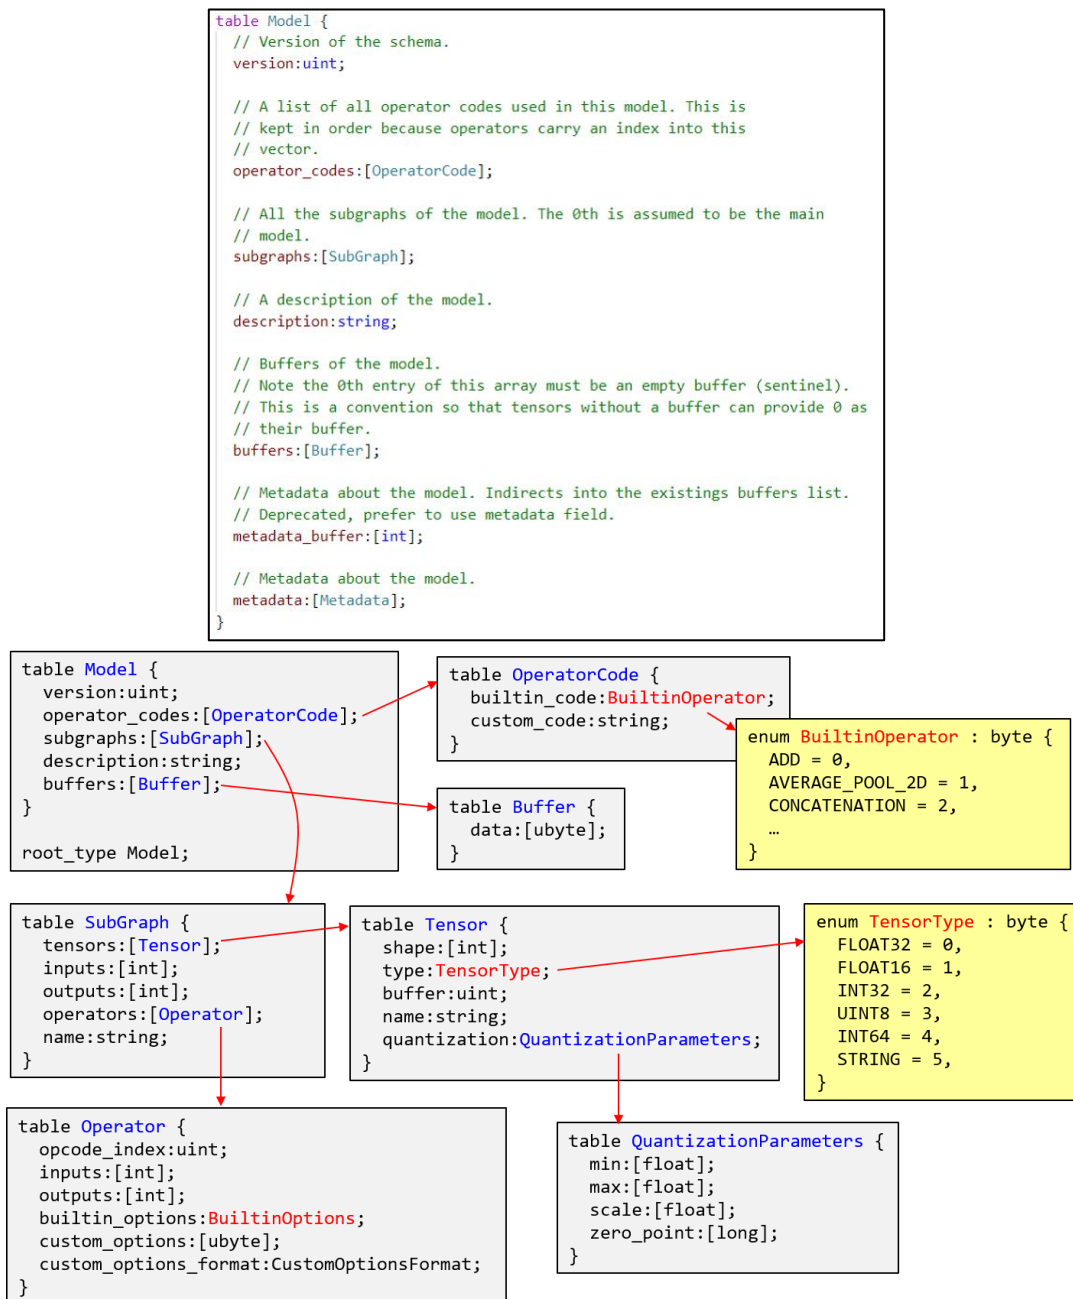 table Model {
// Version of the schema.
version:uint;
// A list of all operator codes used in this model. This is
// kept in order because operators carry an index into this
// vector.
operator_codes:[OperatorCode];
// All the subgraphs of the model. The 0th is assumed to be the main
// model.
subgraphs:[SubGraph];
// A description of the model.
description:string;
// Buffers of the model.
// Note the 0th entry of this array must be an empty buffer (sentinel).
// This is a convention so that tensors without a buffer can provide 0 as
// their buffer.
buffers:[Buffer];
// Metadata about the model. Indirects into the existings buffers list.
// Deprecated, prefer to use metadata field.
metadata_buffer:[int];
// Metadata about the model.
metadata:[Metadata];
}
table Model {
version:uint;
operator_codes:[OperatorCode];
subgraphs:[SubGraph];
description:string;
buffers:[Buffer];
}
root_type Model;
table OperatorCode {
builtin_code:BuiltinOperator;
custom_code:string;
}
enum BuiltinOperator : byte {
ADD = 0,
AVERAGE_POOL_2D = 1,
CONCATENATION = 2,
…
}
table Buffer {
data:[ubyte];
}
table SubGraph {
tensors:[Tensor];
inputs:[int];
outputs:[int];
operators:[Operator];
name:string;
}
table Tensor {
shape:[int];
type:TensorType;
buffer:uint;
name:string;
quantization:QuantizationParameters;
}
enum TensorType : byte {
FLOAT32 = 0,
FLOAT16 = 1,
INT32 = 2,
UINT8 = 3,
INT64 = 4,
STRING = 5,
}
table Operator {
opcode_index:uint;
inputs:[int];
outputs:[int];
builtin_options:BuiltinOptions;
custom_options:[ubyte];
custom_options_format:CustomOptionsFormat;
}
table QuantizationParameters {
min:[float];
max:[float];
scale:[float];
zero_point:[long];
}